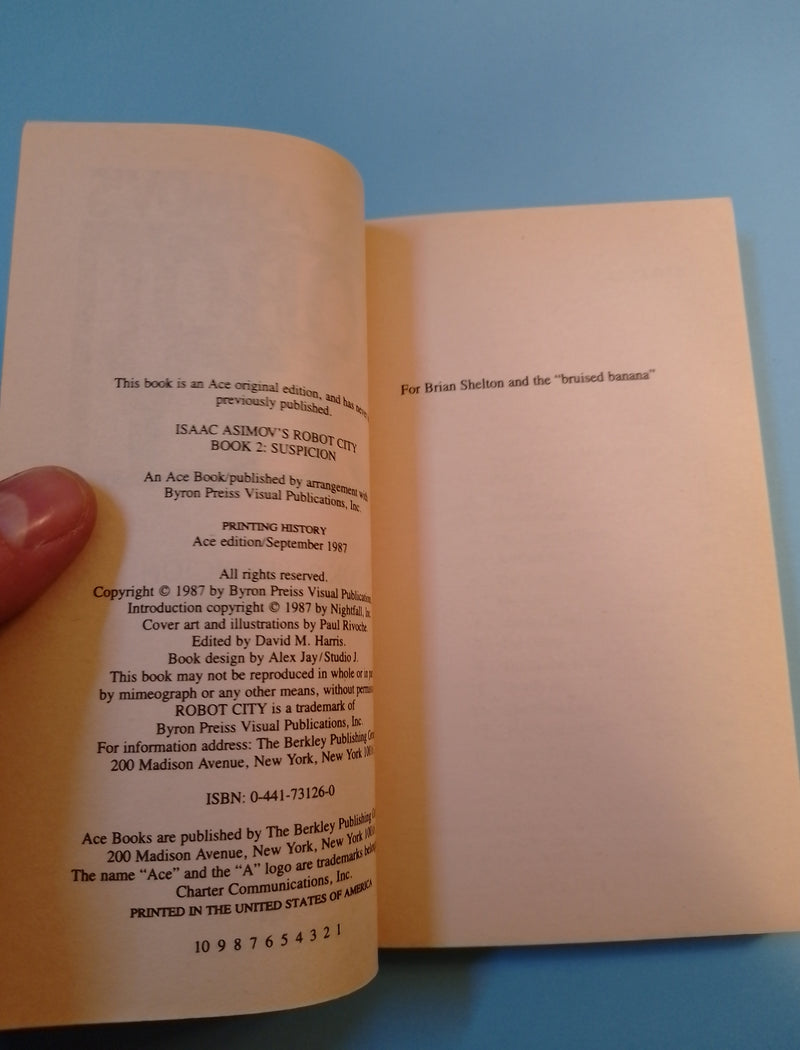 This book is an Ace original edition, and has
previously published.
ISAAC ASIMOV'S ROBOT CITY
BOOK 2: SUSPICION
An Ace Book/published by arrangement with
Byron Preiss Visual Publications, Inc.
PRINTING HISTORY
Ace edition/September 1987
All rights reserved.
Copyright © 1987 by Byron Preiss Visual
Introduction copyright © 1987 by Nightfall, Inc.
Cover art and illustrations by Paul Rivoche
Edited by David M. Harris.
Book design by Alex Jay/Studio J.
This book may not be reproduced in whole or in
by mimeograph or any other means, without
ROBOT CITY is a trademark of
Byron Preiss Visual Publications, Inc.
For information address: The Berkley Publishing
200 Madison Avenue, New York, New York
ISBN: 0-441-73126-0
Ace Books are published by The Berkley Publishing
200 Madison Avenue, New York, New York
The name "Ace" and the "A" logo are trademarks
Charter Communications, Inc.
PRINTED IN THE UNITED STATES OF AMERICA
10 9 8 7 6 5 4 3 2 1
For Brian Shelton and the "bruised banana"